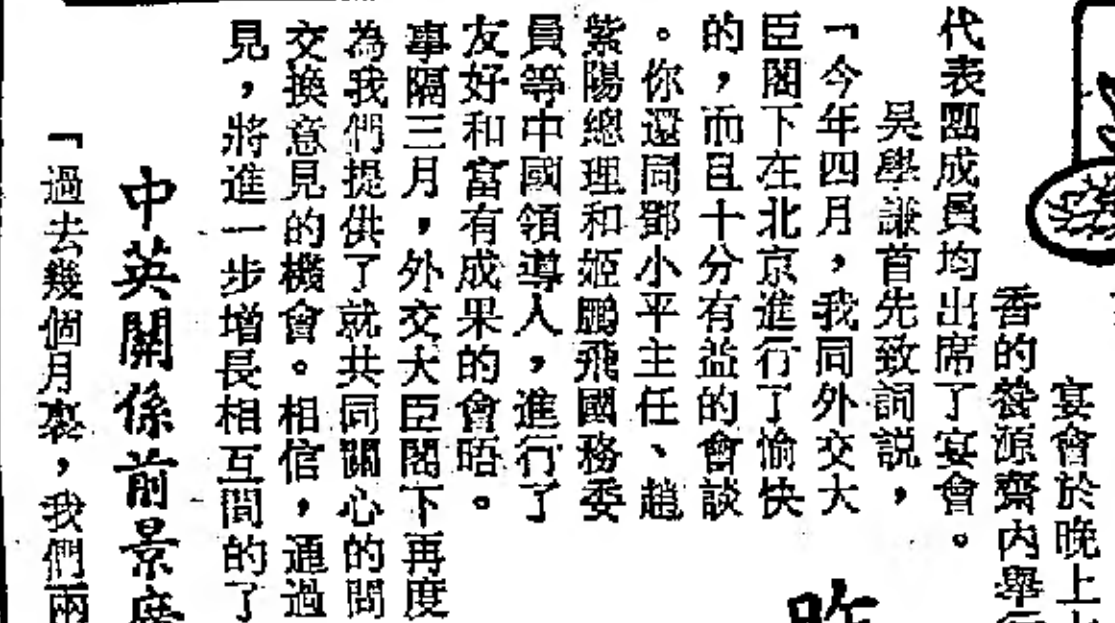 宴會於晚上
香的養源齋內舉行
代表團成員均出席了宴會。
吳學謙首先致詞說，
「今年四月，我同外交大
臣閣下在北京進行了愉快
的，而且十分有益的會談
。你還同鄧小平主任、趙
紫陽總理和姬鵬飛國務委
員等中國領導人，進行了
友好和富有成果的會晤。
事隔三月，外交大臣閣下再度
為我們提供了就共同關心的問
交換意見的機會。相信，通過
見，將進一步增長相互間的了
中英關係前景
「過去幾個月裏，我們兩
昨